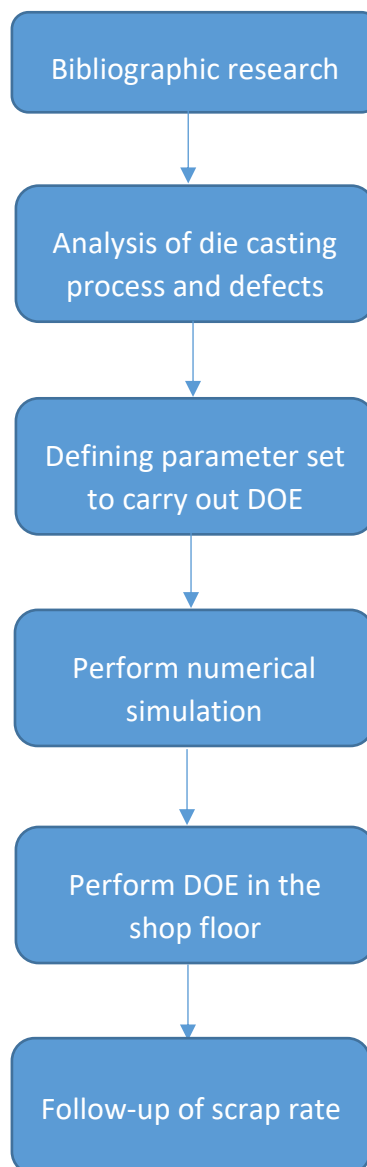 Bibliographic research
Analysis of die casting
process and defects
Defining parameter set
to carry out DOE
Perform numerical
simulation
Perform DOE in the
shop floor
Follow-up of scrap rate